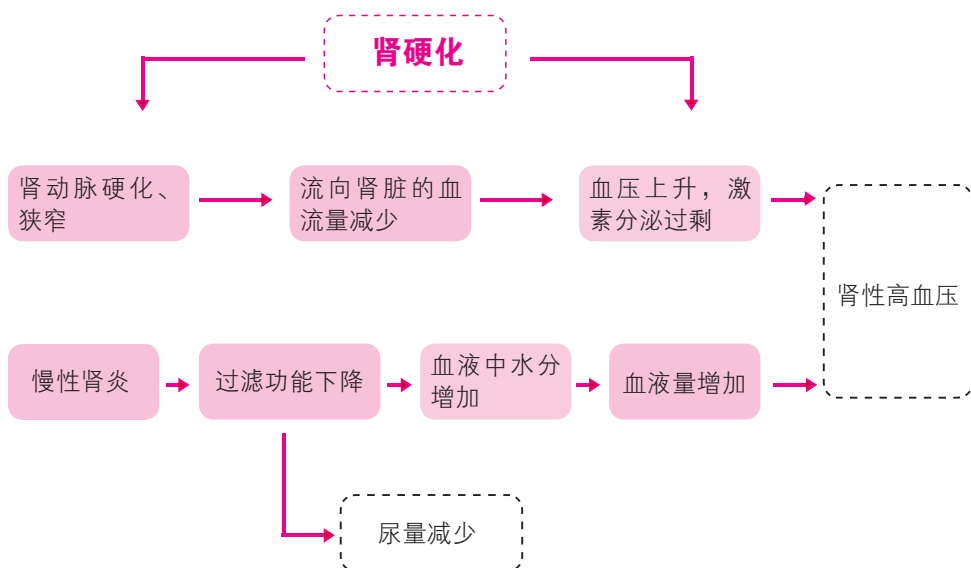 肾硬化
肾动脉硬化、
狭窄
流向肾脏的血
流量减少
血压上升，激
素分泌过剩
肾性高血压
慢性肾炎
过滤功能下降
血液中水分
增加
血液量增加
尿量减少